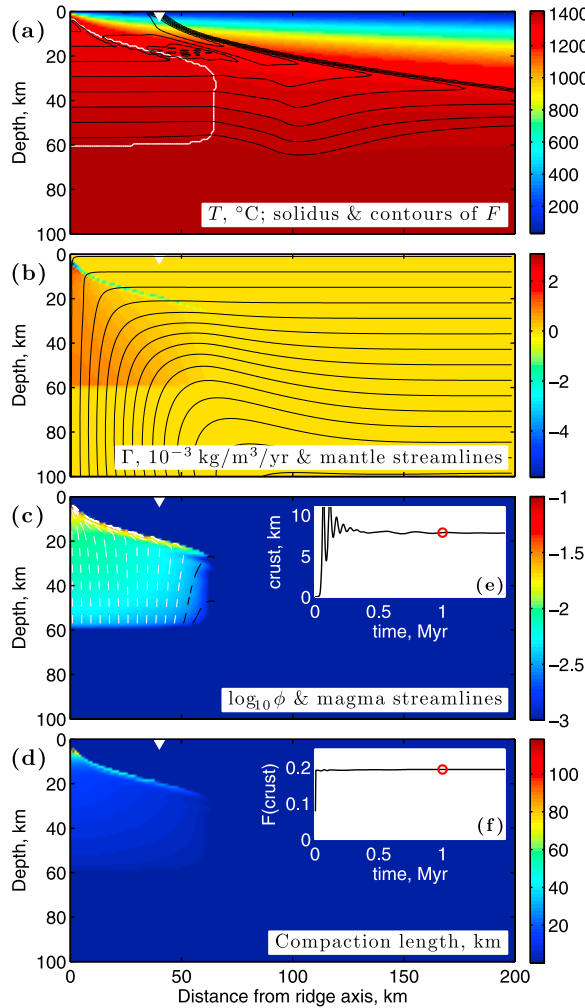 (a)
Depth, km
0
20
40
60
80
100
T, °C; solidus & contours of F
1400
1200
1000
800
600
400
200
(b)
Depth, km
0
20
40
60
80
100
Γ, 10⁻³ kg/m³/yr & mantle streamlines
2
0
−2
−4
(c)
Depth, km
0
20
40
60
80
100
crust, km
10
5
0
0 0.5 1
time, Myr
(e)
log₁₀ ϕ & magma streamlines
−1
−1.5
−2
−2.5
−3
(d)
Depth, km
0
20
40
60
80
100
F(crust)
0.2
0.1
0
0 0.5 1
time, Myr
(f)
Compaction length, km
100
80
60
40
20
0 50 100 150 200
Distance from ridge axis, km